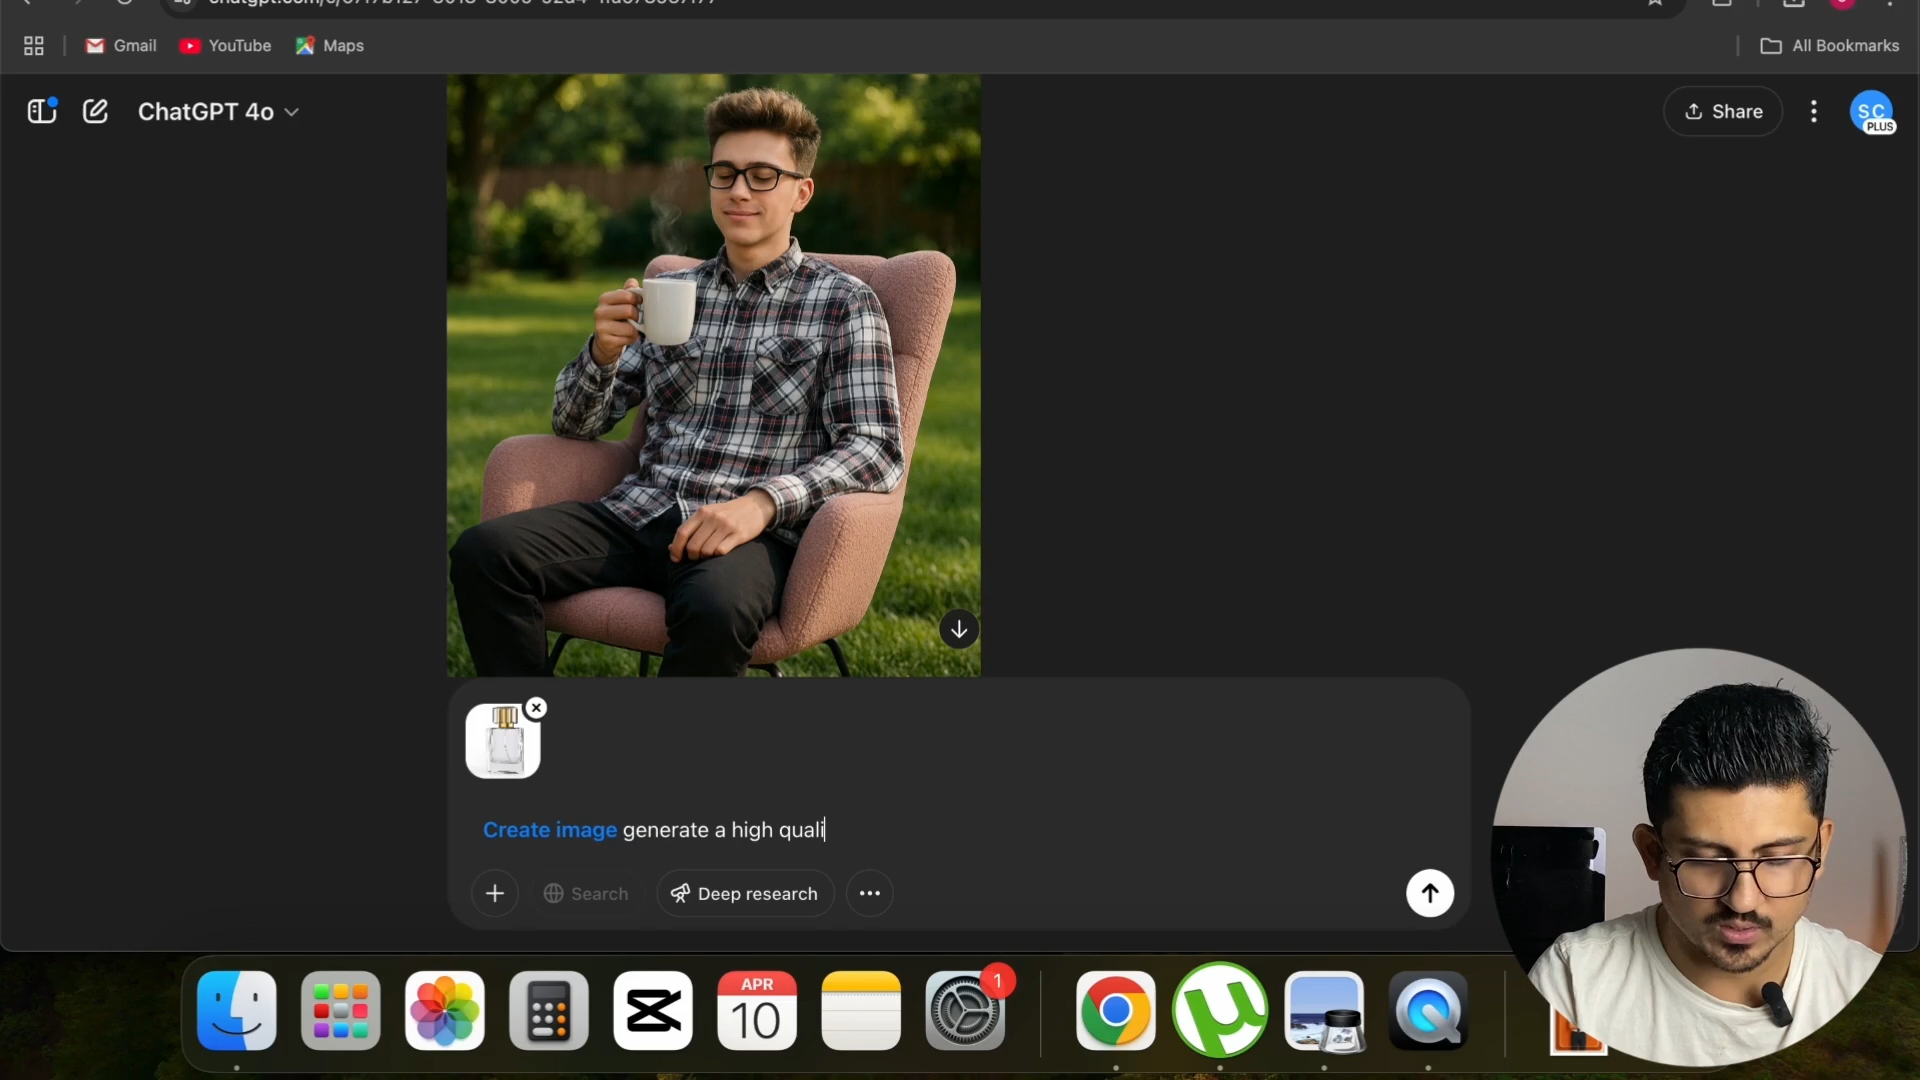 Gmail
YouTube
Maps
All Bookmarks
ChatGPT 4o
Share
SC
PLUS
Create image generate a high quali
Search
Deep research
APR
10
1